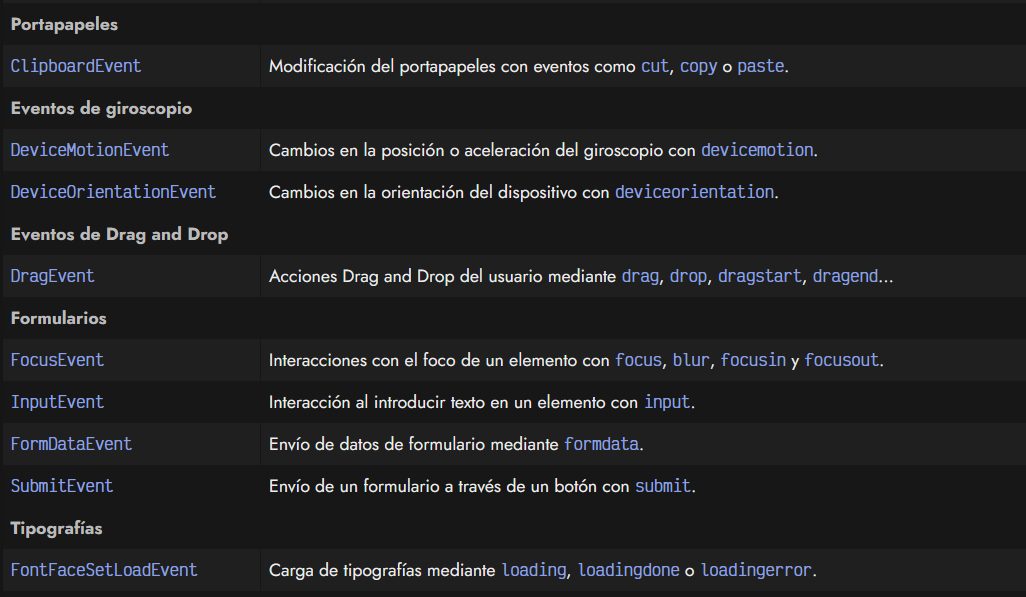 Portapapeles
ClipboardEvent Modificación del portapapeles con eventos como cut, copy o paste.
Eventos de giroscopio
DeviceMotionEvent Cambios en la posición o aceleración del giroscopio con devicemotion.
DeviceOrientationEvent Cambios en la orientación del dispositivo con deviceorientation.
Eventos de Drag and Drop
DragEvent Acciones Drag and Drop del usuario mediante drag, drop, dragstart, dragend...
Formularios
FocusEvent Interacciones con el foco de un elemento con focus, blur, focusin y focusout.
InputEvent Interacción al introducir texto en un elemento con input.
FormDataEvent Envío de datos de formulario mediante formdata.
SubmitEvent Envío de un formulario a través de un botón con submit.
Tipografías
FontFaceSetLoadEvent Carga de tipografías mediante loading, loadingdone o loadingerror.